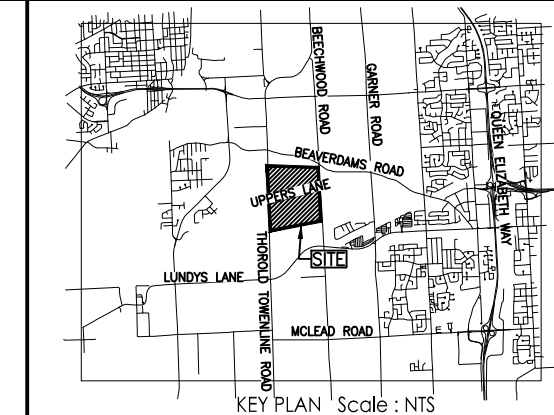 BEECHWOOD ROAD
GARNER ROAD
QUEEN ELIZABETH WAY
BEAVERDAMS ROAD
UPPERS LANE
THOROLD TOWENLINE ROAD
SITE
LUNDYS LANE
MCLEAD ROAD
KEY PLAN Scale : NTS